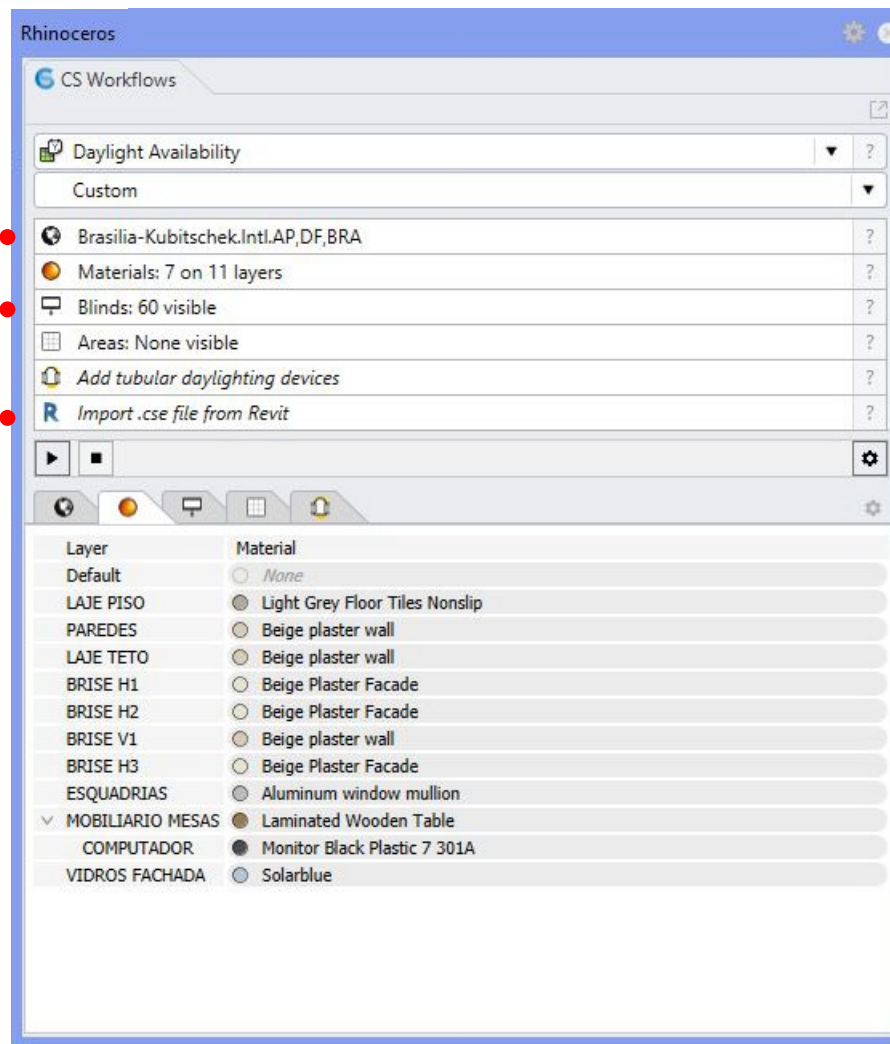 Rhinoceros
CS Workflows
Daylight Availability ?
Custom
Brasilia-Kubitschek.Intl.AP,DF,BRA ?
Materials: 7 on 11 layers ?
Blinds: 60 visible ?
Areas: None visible ?
Add tubular daylighting devices ?
R Import .cse file from Revit ?
Layer Material
Default None
LAJE PISO Light Grey Floor Tiles Nonslip
PAREDES Beige plaster wall
LAJE TETO Beige plaster wall
BRISE H1 Beige Plaster Facade
BRISE H2 Beige Plaster Facade
BRISE V1 Beige plaster wall
BRISE H3 Beige Plaster Facade
ESQUADRIAS Aluminum window mullion
MOBILIARIO MESAS Laminated Wooden Table
COMPUTADOR Monitor Black Plastic 7 301A
VIDROS FACHADA Solarblue